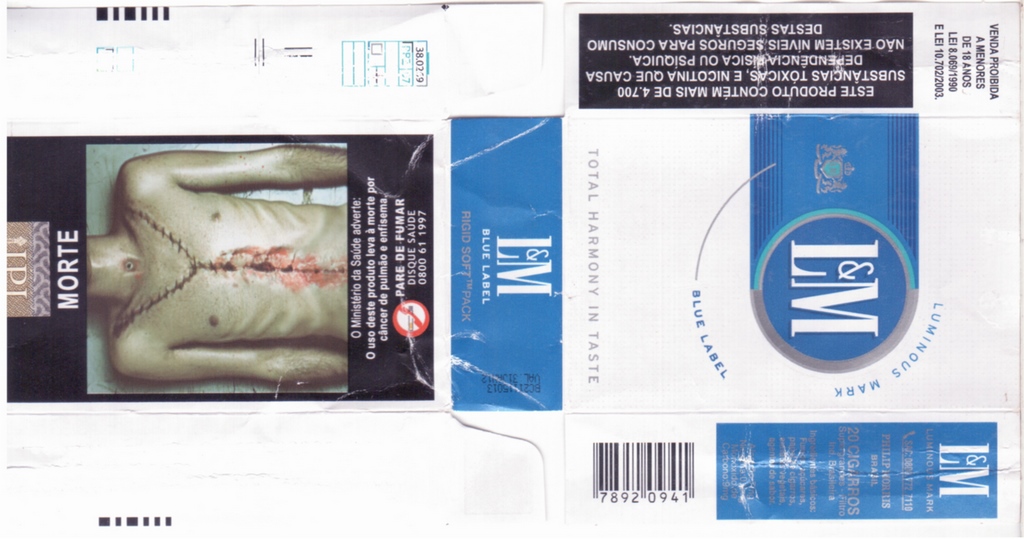 VENDA PROIBIDA
A MENORES
DE 18 ANOS
LEI 8.069/1990
E LEI 10.702/2003.
ESTE PRODUTO CONTÉM MAIS DE 4.700
SUBSTÂNCIAS TÓXICAS, E NICOTINA QUE CAUSA
DEPENDÊNCIA FÍSICA OU PSÍQUICA.
NÃO EXISTEM NÍVEIS SEGUROS PARA CONSUMO
DESTAS SUBSTÂNCIAS.
MORTE
O Ministério da Saúde adverte:
O uso deste produto leva à morte por
câncer de pulmão e enfisema.
PARE DE FUMAR
DISQUE SAÚDE
0800 61 1997
L&M
BLUE LABEL
RIGID SOFT™ PACK
TOTAL HARMONY IN TASTE
L&M
BLUE LABEL
LUMINOUS MARK
L&M
LUMINOUS MARK
PHILIP MORRIS
BRASIL
20 CIGARROS
7892 0941